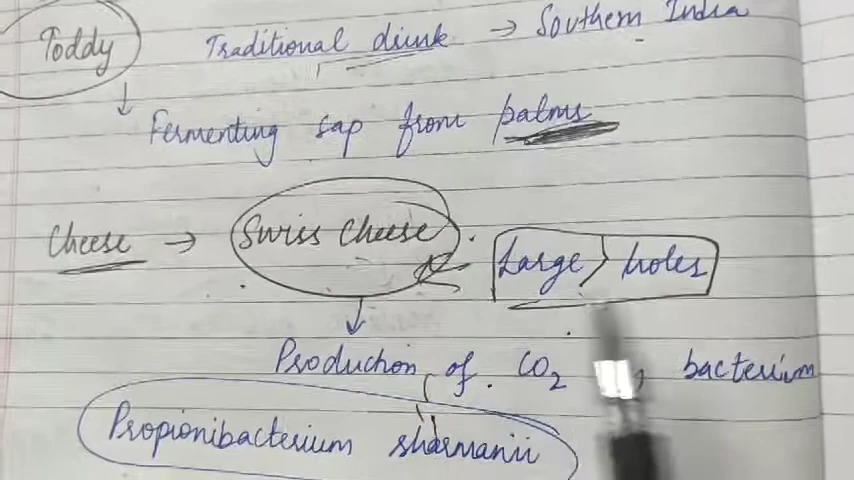 Toddy Traditional drink → Southern India
↓
Fermenting sap from palms
Cheese → Swiss Cheese. Large holes
↓
Production of CO₂ , bacterium
Propionibacterium sharmanii